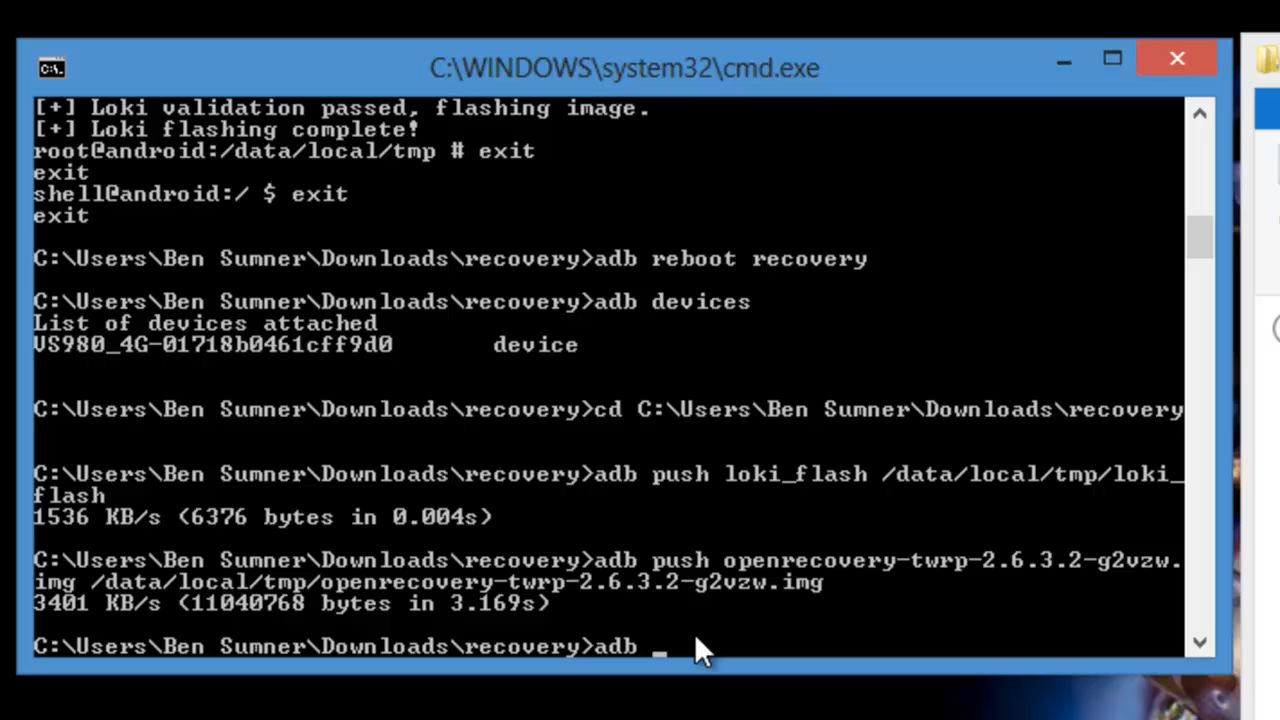 C:\WINDOWS\system32\cmd.exe
[+] Loki validation passed, flashing image.
[+] Loki flashing complete!
root@android:/data/local/tmp # exit
exit
shell@android:/ $ exit
exit
C:\Users\Ben Sumner\Downloads\recovery>adb reboot recovery
C:\Users\Ben Sumner\Downloads\recovery>adb devices
List of devices attached
VS980_4G-01718b0461cff9d0 device
C:\Users\Ben Sumner\Downloads\recovery>cd C:\Users\Ben Sumner\Downloads\recovery
C:\Users\Ben Sumner\Downloads\recovery>adb push loki_flash /data/local/tmp/loki_
flash
1536 KB/s (6376 bytes in 0.004s)
C:\Users\Ben Sumner\Downloads\recovery>adb push openrecovery-twrp-2.6.3.2-g2vzw.
img /data/local/tmp/openrecovery-twrp-2.6.3.2-g2vzw.img
3401 KB/s (11040768 bytes in 3.169s)
C:\Users\Ben Sumner\Downloads\recovery>adb _